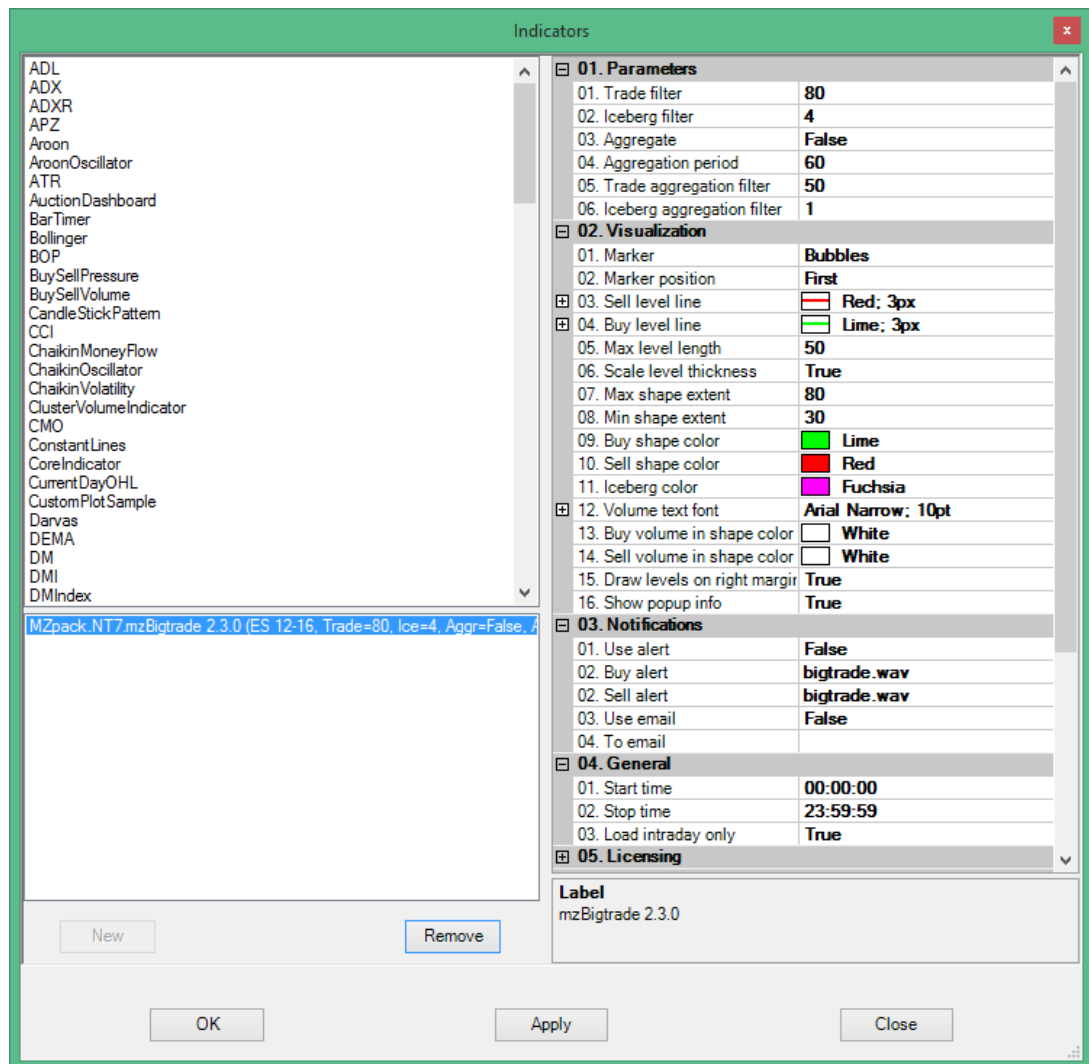 Indicators
x
ADL
ADX
ADXR
APZ
Aroon
AroonOscillator
ATR
AuctionDashboard
BarTimer
Bollinger
BOP
BuySellPressure
BuySellVolume
CandleStickPattern
CCI
ChaikinMoneyFlow
ChaikinOscillator
ChaikinVolatility
ClusterVolumeIndicator
CMO
ConstantLines
CoreIndicator
CurrentDayOHL
CustomPlotSample
Darvas
DEMA
DM
DMI
DMIndex
MZpack.NT7.mzBigtrade 2.3.0 (ES 12-16, Trade=80, Ice=4, Aggr=False, A
New
Remove
01. Parameters
01. Trade filter 80
02. Iceberg filter 4
03. Aggregate False
04. Aggregation period 60
05. Trade aggregation filter 50
06. Iceberg aggregation filter 1
02. Visualization
01. Marker Bubbles
02. Marker position First
03. Sell level line Red; 3px
04. Buy level line Lime; 3px
05. Max level length 50
06. Scale level thickness True
07. Max shape extent 80
08. Min shape extent 30
09. Buy shape color Lime
10. Sell shape color Red
11. Iceberg color Fuchsia
12. Volume text font Arial Narrow; 10pt
13. Buy volume in shape color White
14. Sell volume in shape color White
15. Draw levels on right margin True
16. Show popup info True
03. Notifications
01. Use alert False
02. Buy alert bigtrade.wav
02. Sell alert bigtrade.wav
03. Use email False
04. To email
04. General
01. Start time 00:00:00
02. Stop time 23:59:59
03. Load intraday only True
05. Licensing
Label
mzBigtrade 2.3.0
OK Apply Close